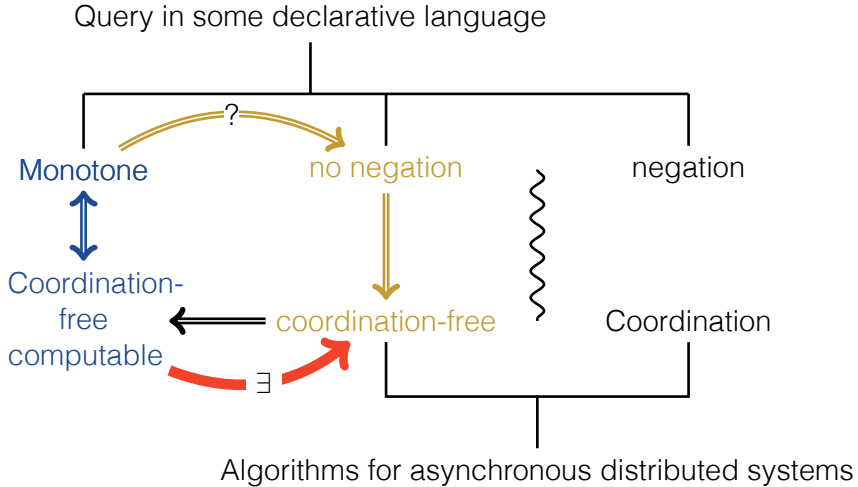 Query in some declarative language
?
Monotone
no negation
negation
Coordination-
free
computable
coordination-free
Coordination
∃
Algorithms for asynchronous distributed systems